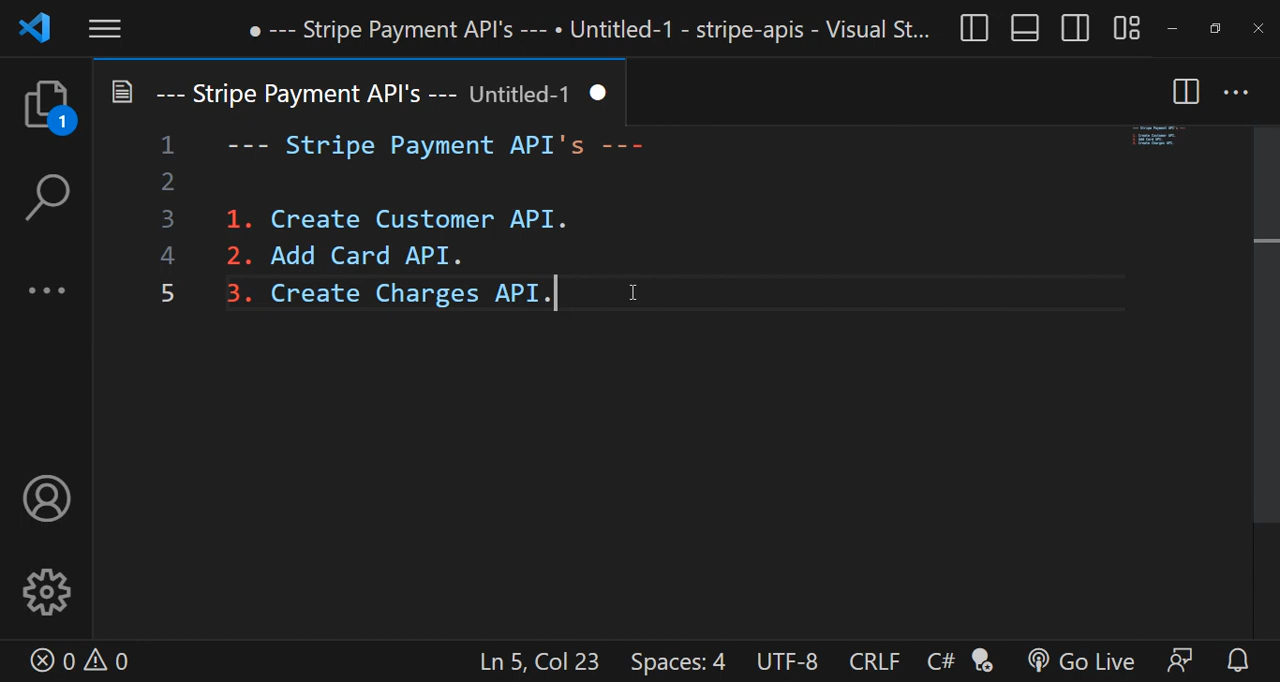 ● --- Stripe Payment API's --- • Untitled-1 - stripe-apis - Visual St...
--- Stripe Payment API's --- Untitled-1
1
1 --- Stripe Payment API's ---
2
3 1. Create Customer API.
4 2. Add Card API.
5 3. Create Charges API.
0 0 Ln 5, Col 23 Spaces: 4 UTF-8 CRLF C# Go Live